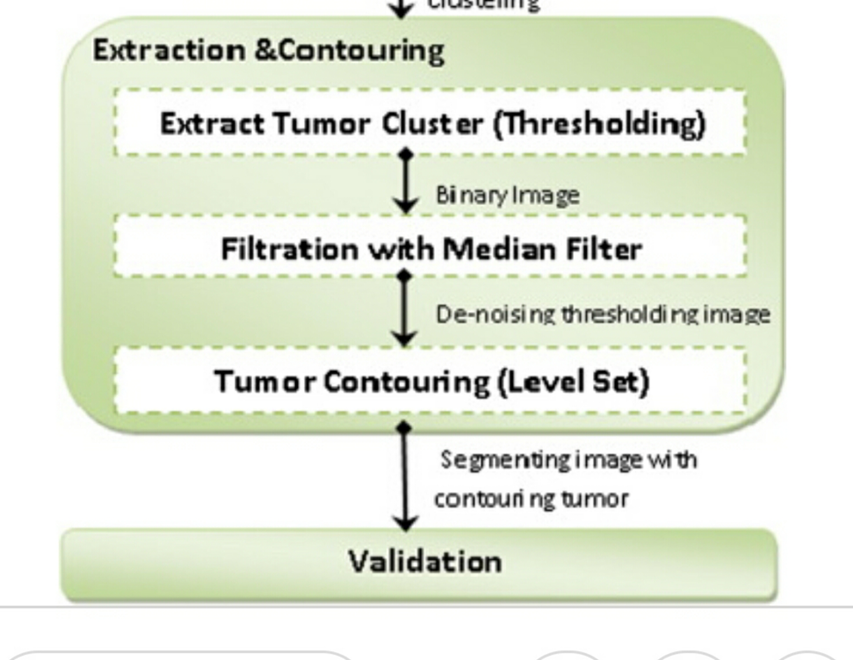 clustering
Extraction &Contouring
Extract Tumor Cluster (Thresholding)
Binary Image
Filtration with Median Filter
De-noising thresholding image
Tumor Contouring (Level Set)
Segmenting image with
contouring tumor
Validation